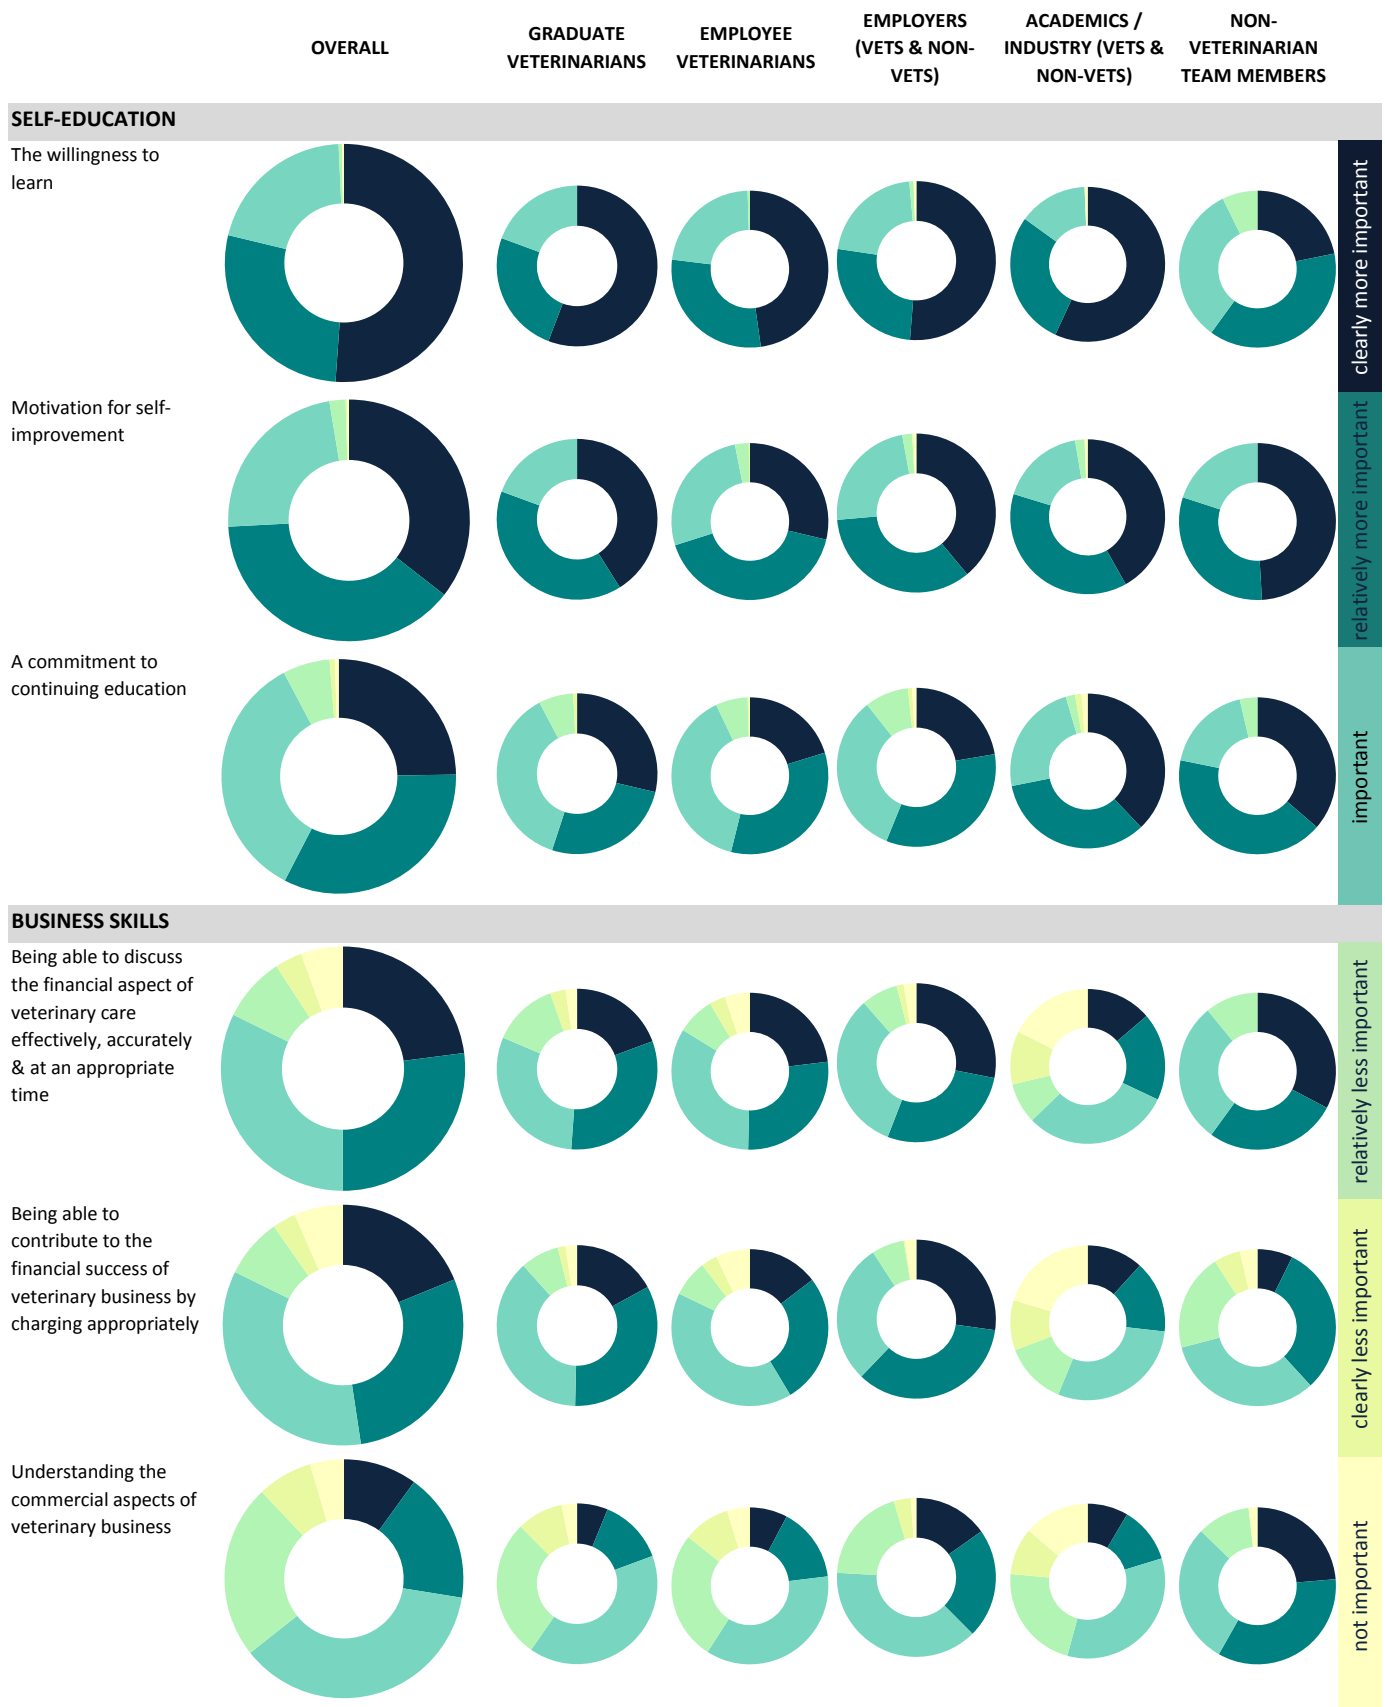 OVERALL
GRADUATE
VETERINARIANS
EMPLOYEE
VETERINARIANS
EMPLOYERS
(VETS & NON-
VETS)
ACADEMICS /
INDUSTRY (VETS &
NON-VETS)
NON-
VETERINARIAN
TEAM MEMBERS
SELF-EDUCATION
The willingness to
learn
clearly more important
Motivation for self-
improvement
relatively more important
A commitment to
continuing education
important
BUSINESS SKILLS
Being able to discuss
the financial aspect of
veterinary care
effectively, accurately
& at an appropriate
time
relatively less important
Being able to
contribute to the
financial success of
veterinary business by
charging appropriately
clearly less important
Understanding the
commercial aspects of
veterinary business
not important